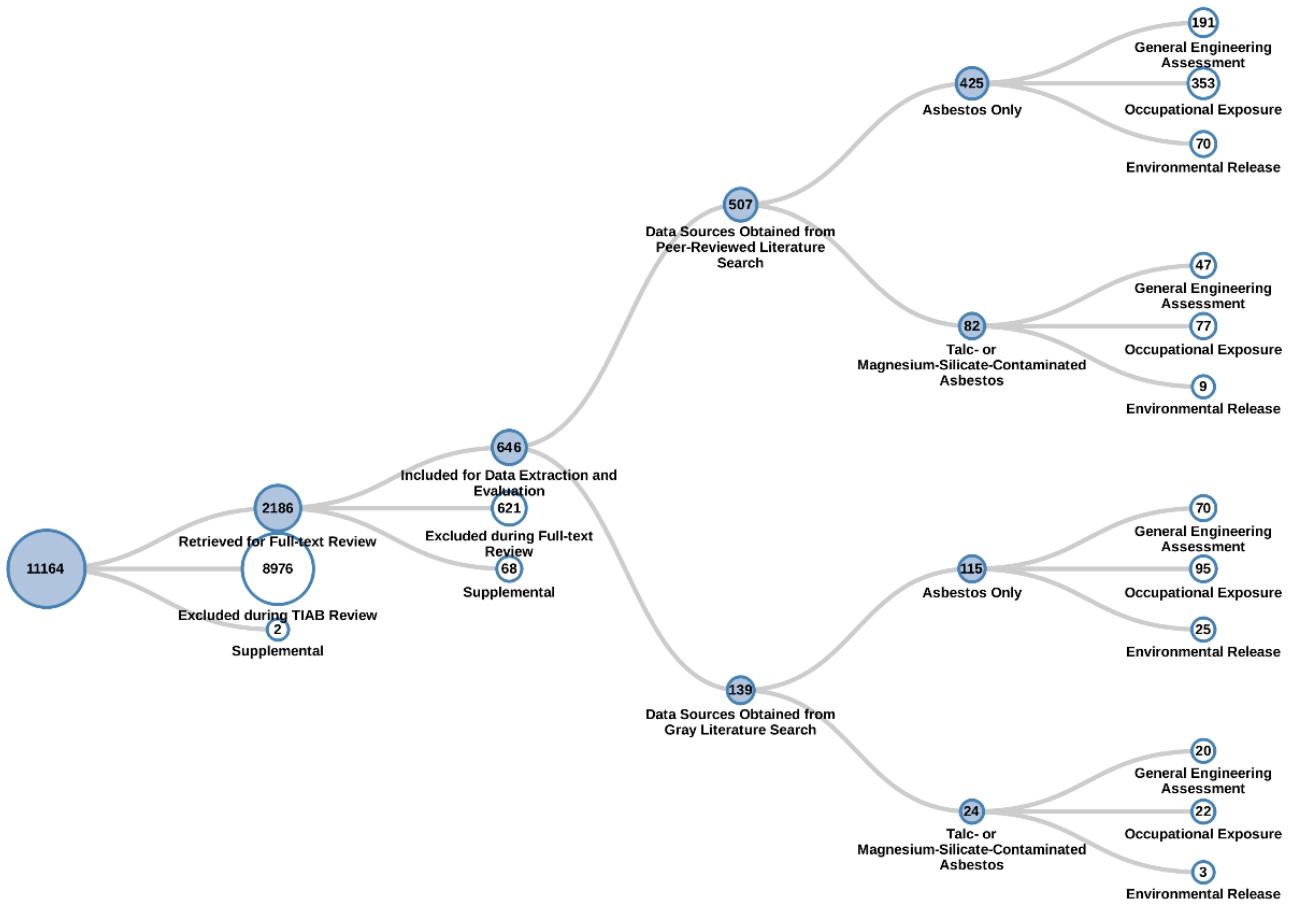 11164
2186
Retrieved for Full-text Review
8976
Excluded during TIAB Review
2
Supplemental
646
Included for Data Extraction and
Evaluation
621
Excluded during Full-text
Review
68
Supplemental
507
Data Sources Obtained from
Peer-Reviewed Literature
Search
139
Data Sources Obtained from
Gray Literature Search
425
Asbestos Only
82
Talc- or
Magnesium-Silicate-Contaminated
Asbestos
115
Asbestos Only
24
Talc- or
Magnesium-Silicate-Contaminated
Asbestos
191
General Engineering
Assessment
353
Occupational Exposure
70
Environmental Release
47
General Engineering
Assessment
77
Occupational Exposure
9
Environmental Release
70
General Engineering
Assessment
95
Occupational Exposure
25
Environmental Release
20
General Engineering
Assessment
22
Occupational Exposure
3
Environmental Release